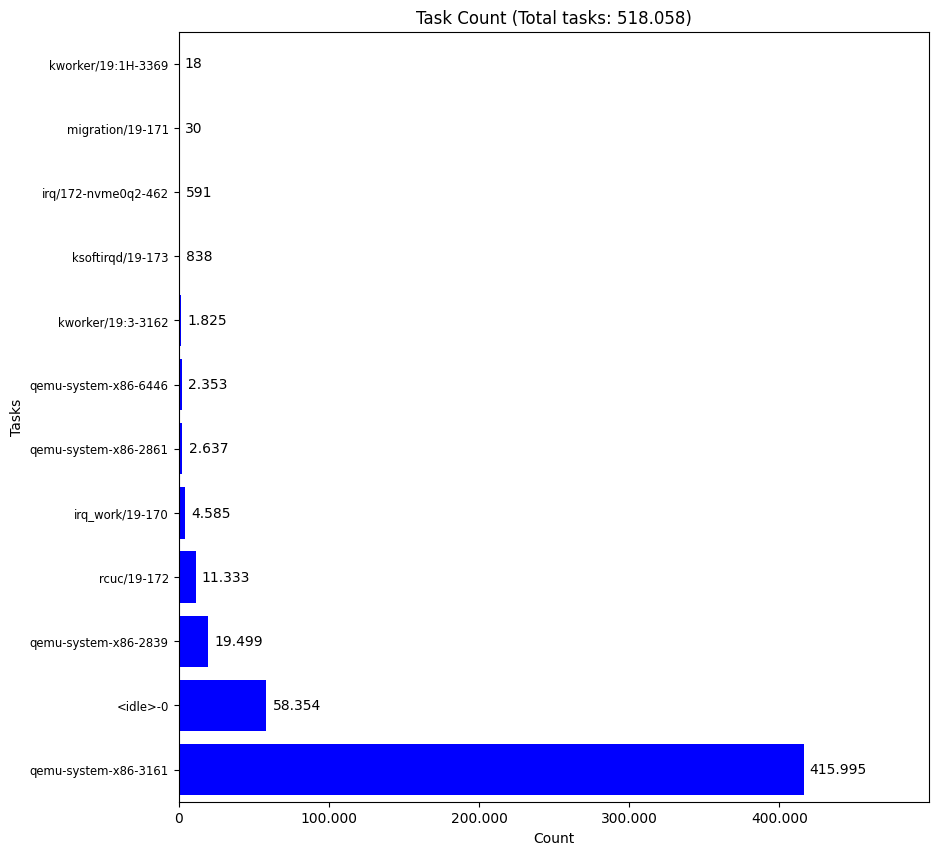 Task Count (Total tasks: 518.058)
kworker/19:1H-3369 18
migration/19-171 30
irq/172-nvme0q2-462 591
ksoftirqd/19-173 838
kworker/19:3-3162 1.825
qemu-system-x86-6446 2.353
Tasks
qemu-system-x86-2861 2.637
irq_work/19-170 4.585
rcuc/19-172 11.333
qemu-system-x86-2839 19.499
<idle>-0 58.354
qemu-system-x86-3161 415.995
0 100.000 200.000 300.000 400.000
Count